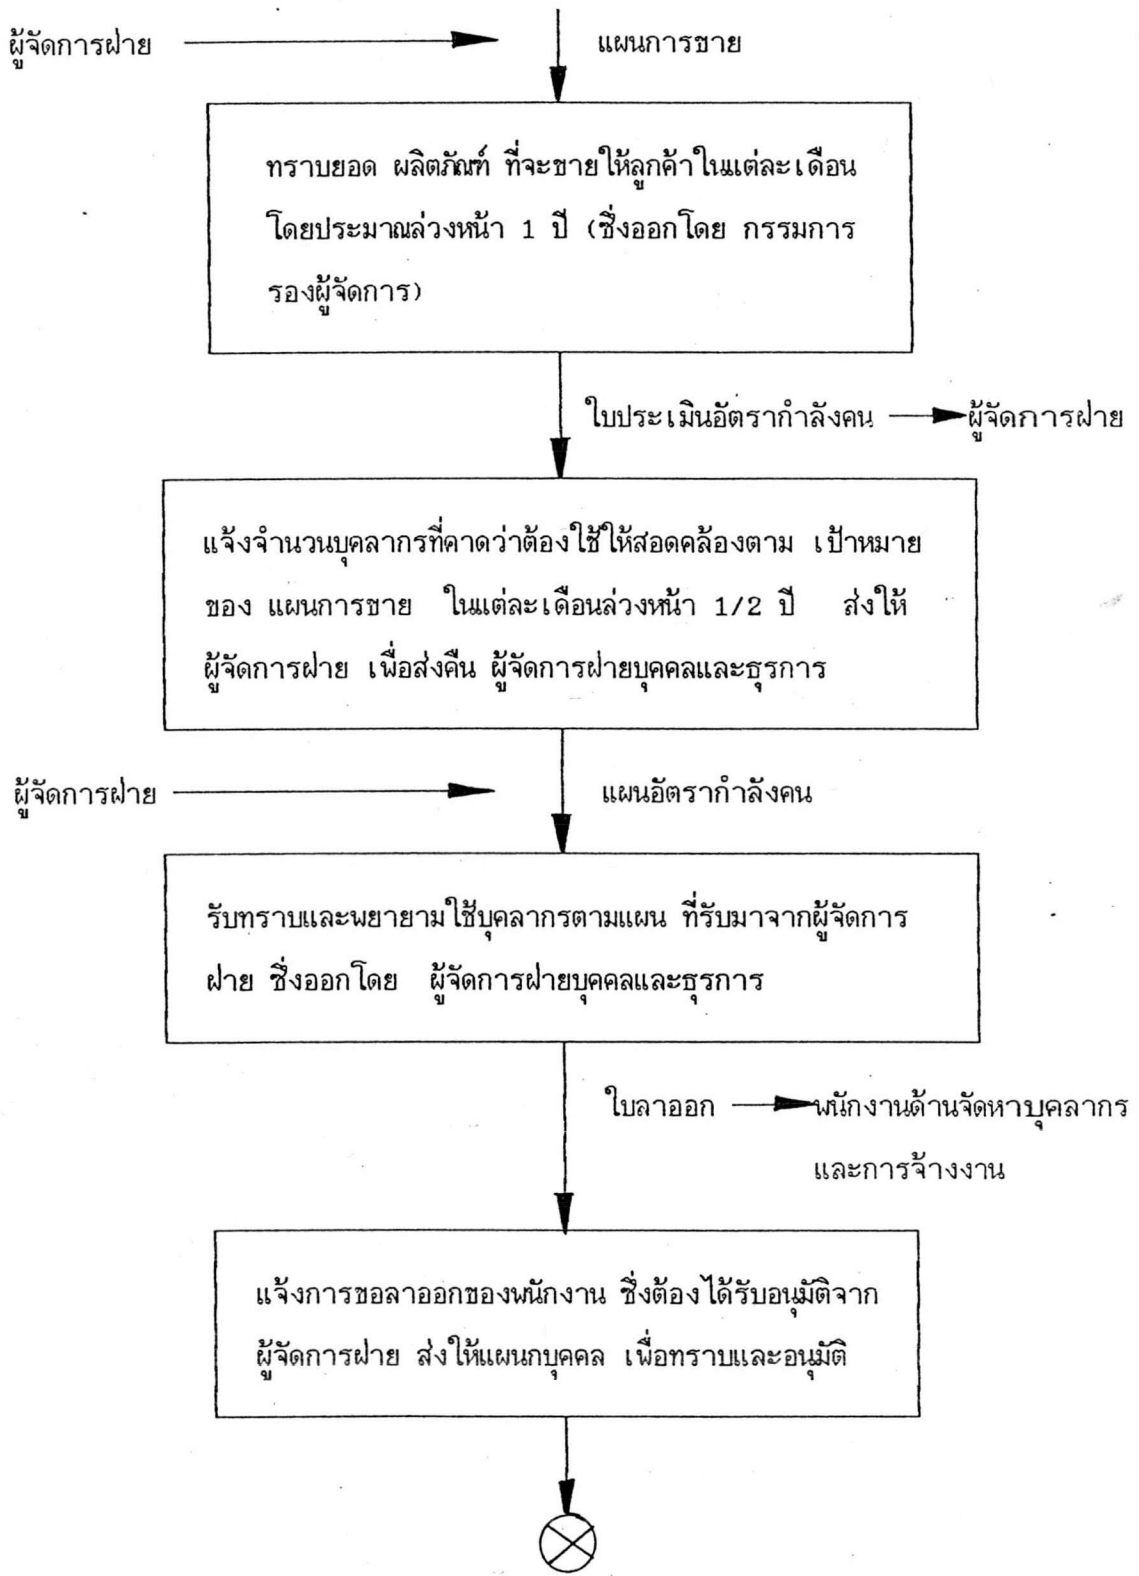 ผู้จัดการฝ่าย แผนการขาย
ทราบยอด ผลิตภัณฑ์ ที่จะขายให้ลูกค้าในแต่ละเดือน
โดยประมาณล่วงหน้า 1 ปี (ซึ่งออกโดย กรรมการ
รองผู้จัดการ)
ใบประเมินอัตรากำลังคน ผู้จัดการฝ่าย
แจ้งจำนวนบุคลากรที่คาดว่าต้องใช้ให้สอดคล้องตาม เป้าหมาย
ของ แผนการขาย ในแต่ละเดือนล่วงหน้า 1/2 ปี ส่งให้
ผู้จัดการฝ่าย เพื่อส่งคืน ผู้จัดการฝ่ายบุคคลและธุรการ
ผู้จัดการฝ่าย แผนอัตรากำลังคน
รับทราบและพยายามใช้บุคลากรตามแผน ที่รับมาจากผู้จัดการ
ฝ่าย ซึ่งออกโดย ผู้จัดการฝ่ายบุคคลและธุรการ
ใบลาออก พนักงานด้านจัดหาบุคลากร
และการจ้างงาน
แจ้งการขอลาออกของพนักงาน ซึ่งต้องได้รับอนุมัติจาก
ผู้จัดการฝ่าย ส่งให้แผนกบุคคล เพื่อทราบและอนุมัติ